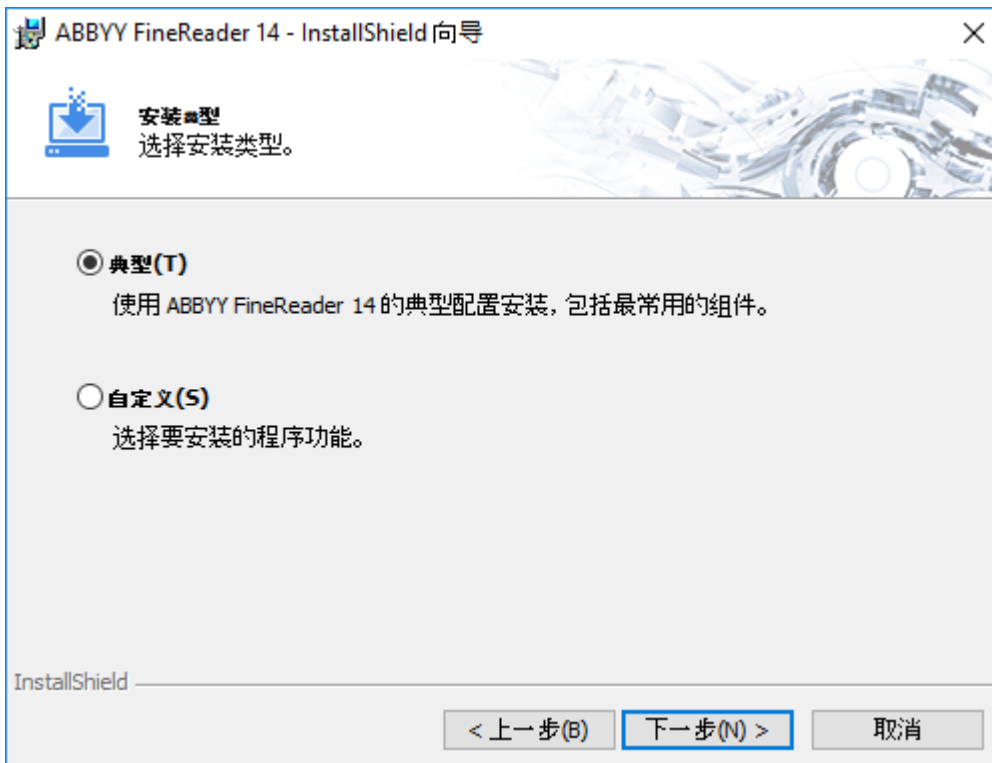 ABBYY FineReader 14 - InstallShield 向导
安装类型
选择安装类型。
典型(T)
使用 ABBYY FineReader 14 的典型配置安装, 包括最常用的组件。
自定义(S)
选择要安装的程序功能。
InstallShield
< 上一步(B)
下一步(N) >
取消